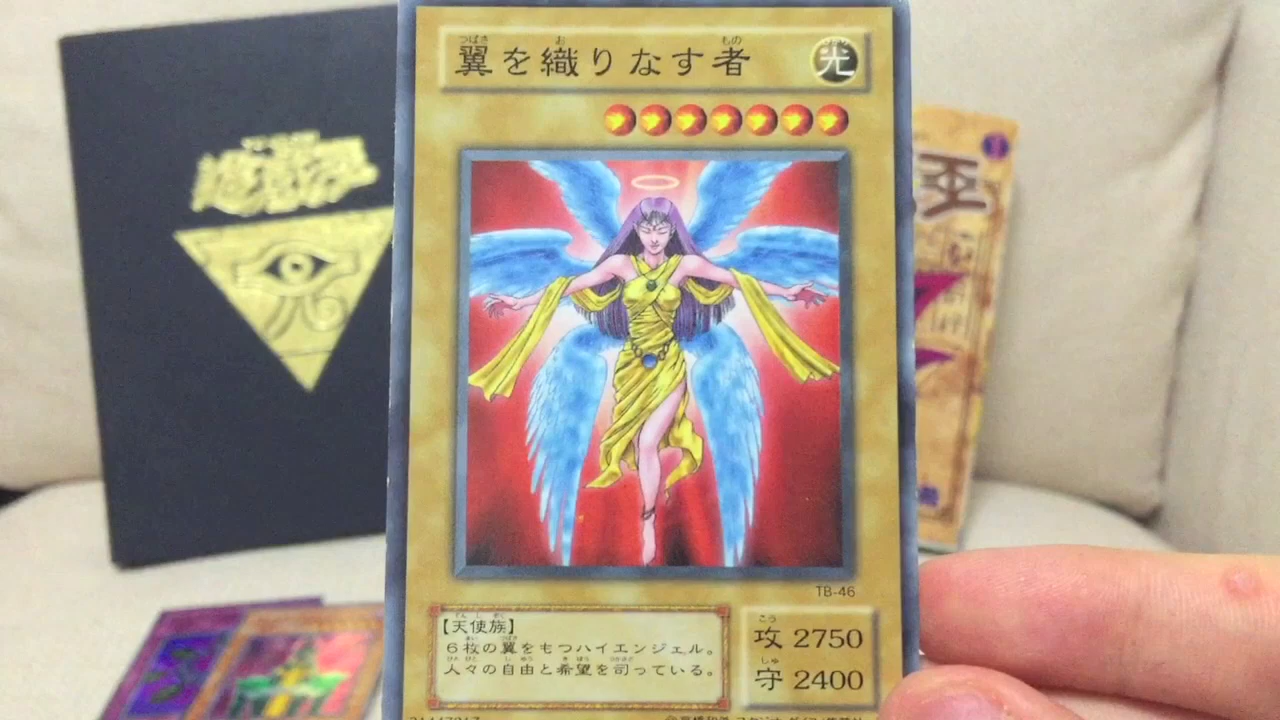 翼を織りなす者
光
TB-46
【天使族】
6枚の翼をもつハイエンジェル。
人々の自由と希望を司っている。
攻 2750
守 2400
王